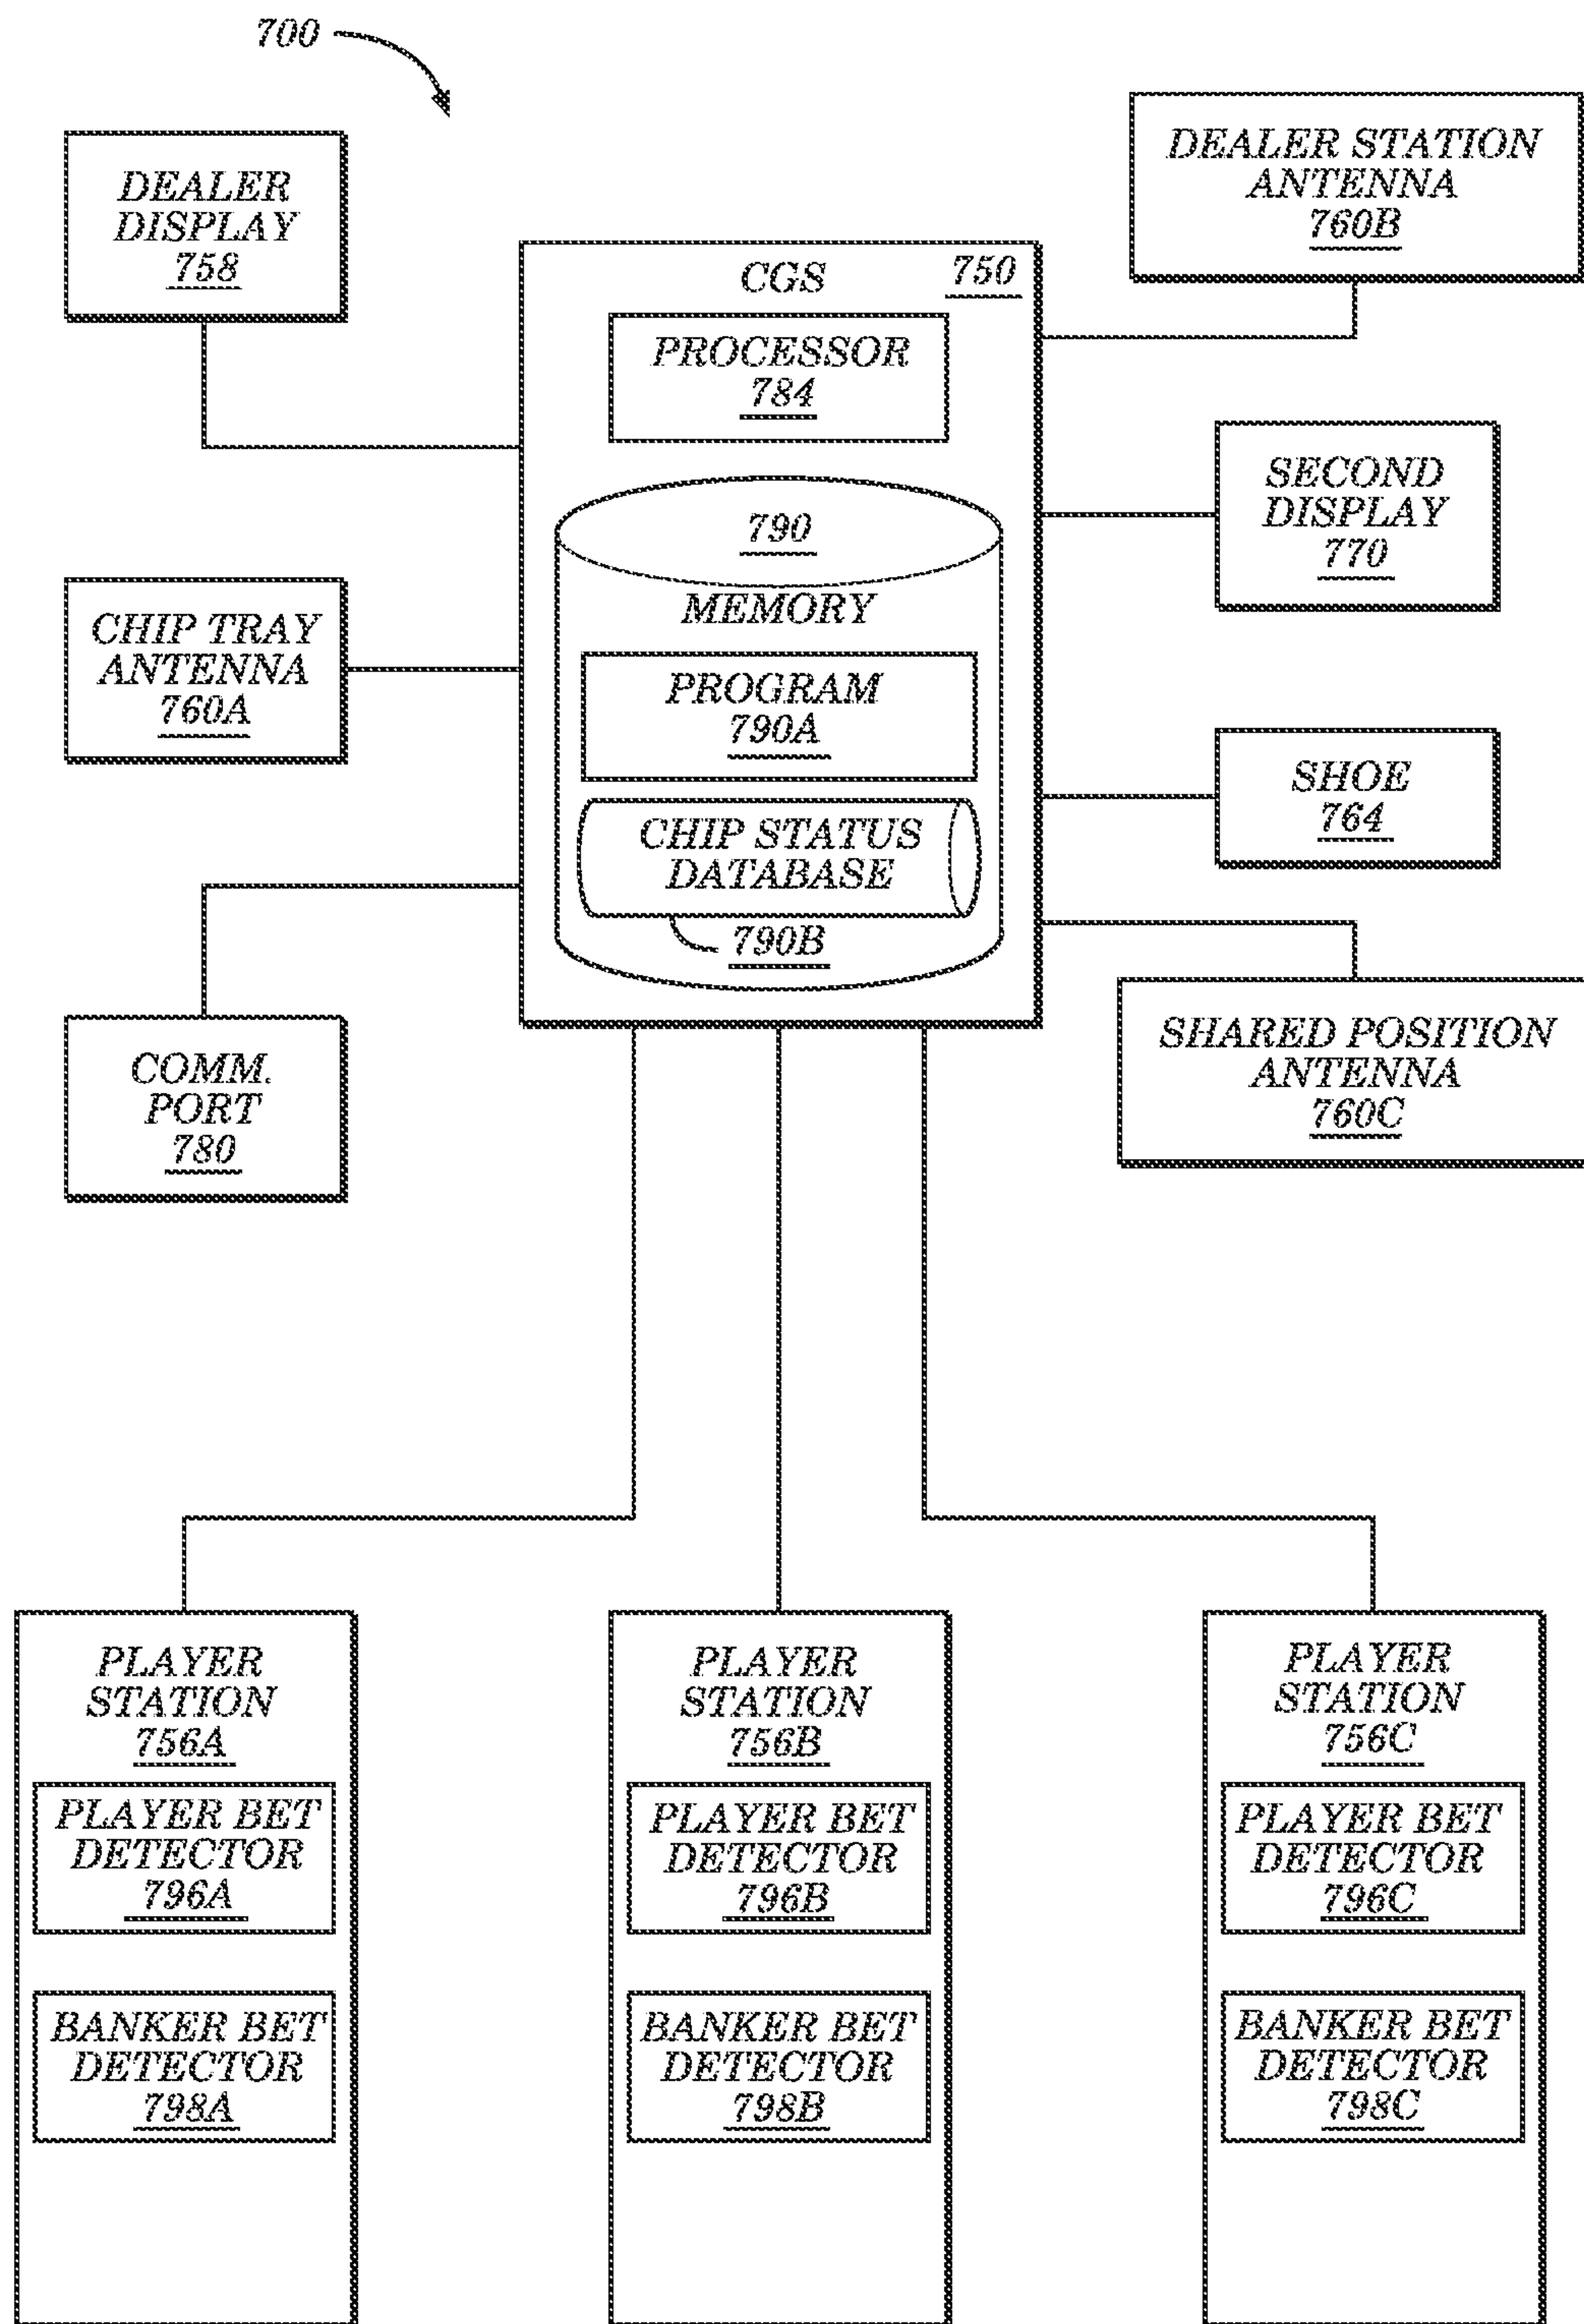 700
DEALER
DISPLAY
758
DEALER STATION
ANTENNA
760B
CGS 750
PROCESSOR
784
SECOND
DISPLAY
770
790
MEMORY
CHIP TRAY
ANTENNA
760A
PROGRAM
790A
SHOE
764
CHIP STATUS
DATABASE
790B
COMM.
PORT
780
SHARED POSITION
ANTENNA
760C
PLAYER
STATION
756A
PLAYER BET
DETECTOR
796A
BANKER BET
DETECTOR
798A
PLAYER
STATION
756B
PLAYER BET
DETECTOR
796B
BANKER BET
DETECTOR
798B
PLAYER
STATION
756C
PLAYER BET
DETECTOR
796C
BANKER BET
DETECTOR
798C